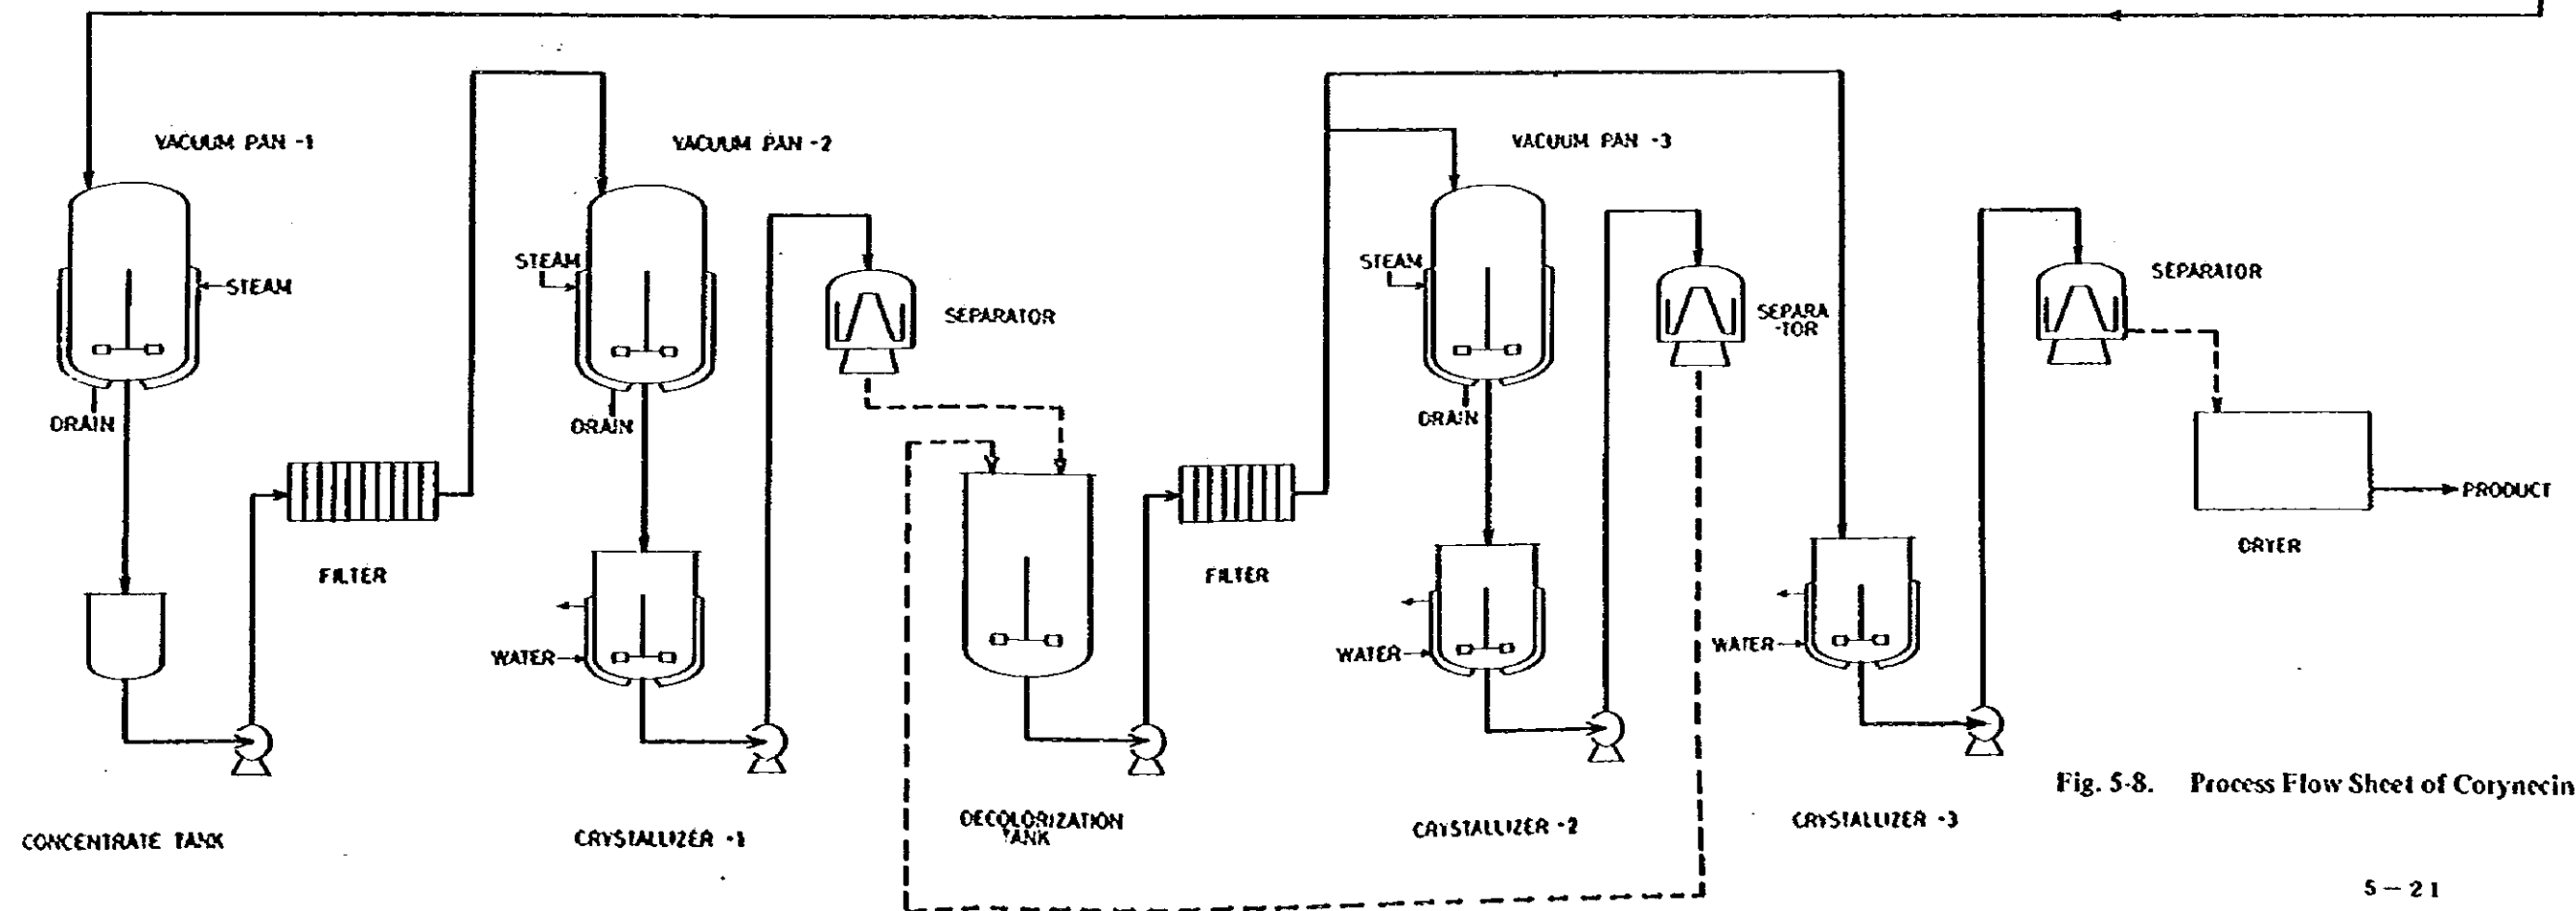 VACUUM PAN -1
VACUUM PAN -2
VACUUM PAN -3
STEAM
STEAM
STEAM
SEPARATOR
SEPARA
-TOR
SEPARATOR
DRAIN
DRAIN
DRAIN
PRODUCT
DRYER
FILTER
FILTER
WATER
WATER
WATER
Fig. 5-8. Process Flow Sheet of Corynecin
CONCENTRATE TANK
CRYSTALLIZER -1
DECOLORIZATION
TANK
CRYSTALLIZER -2
CRYSTALLIZER -3
5-21